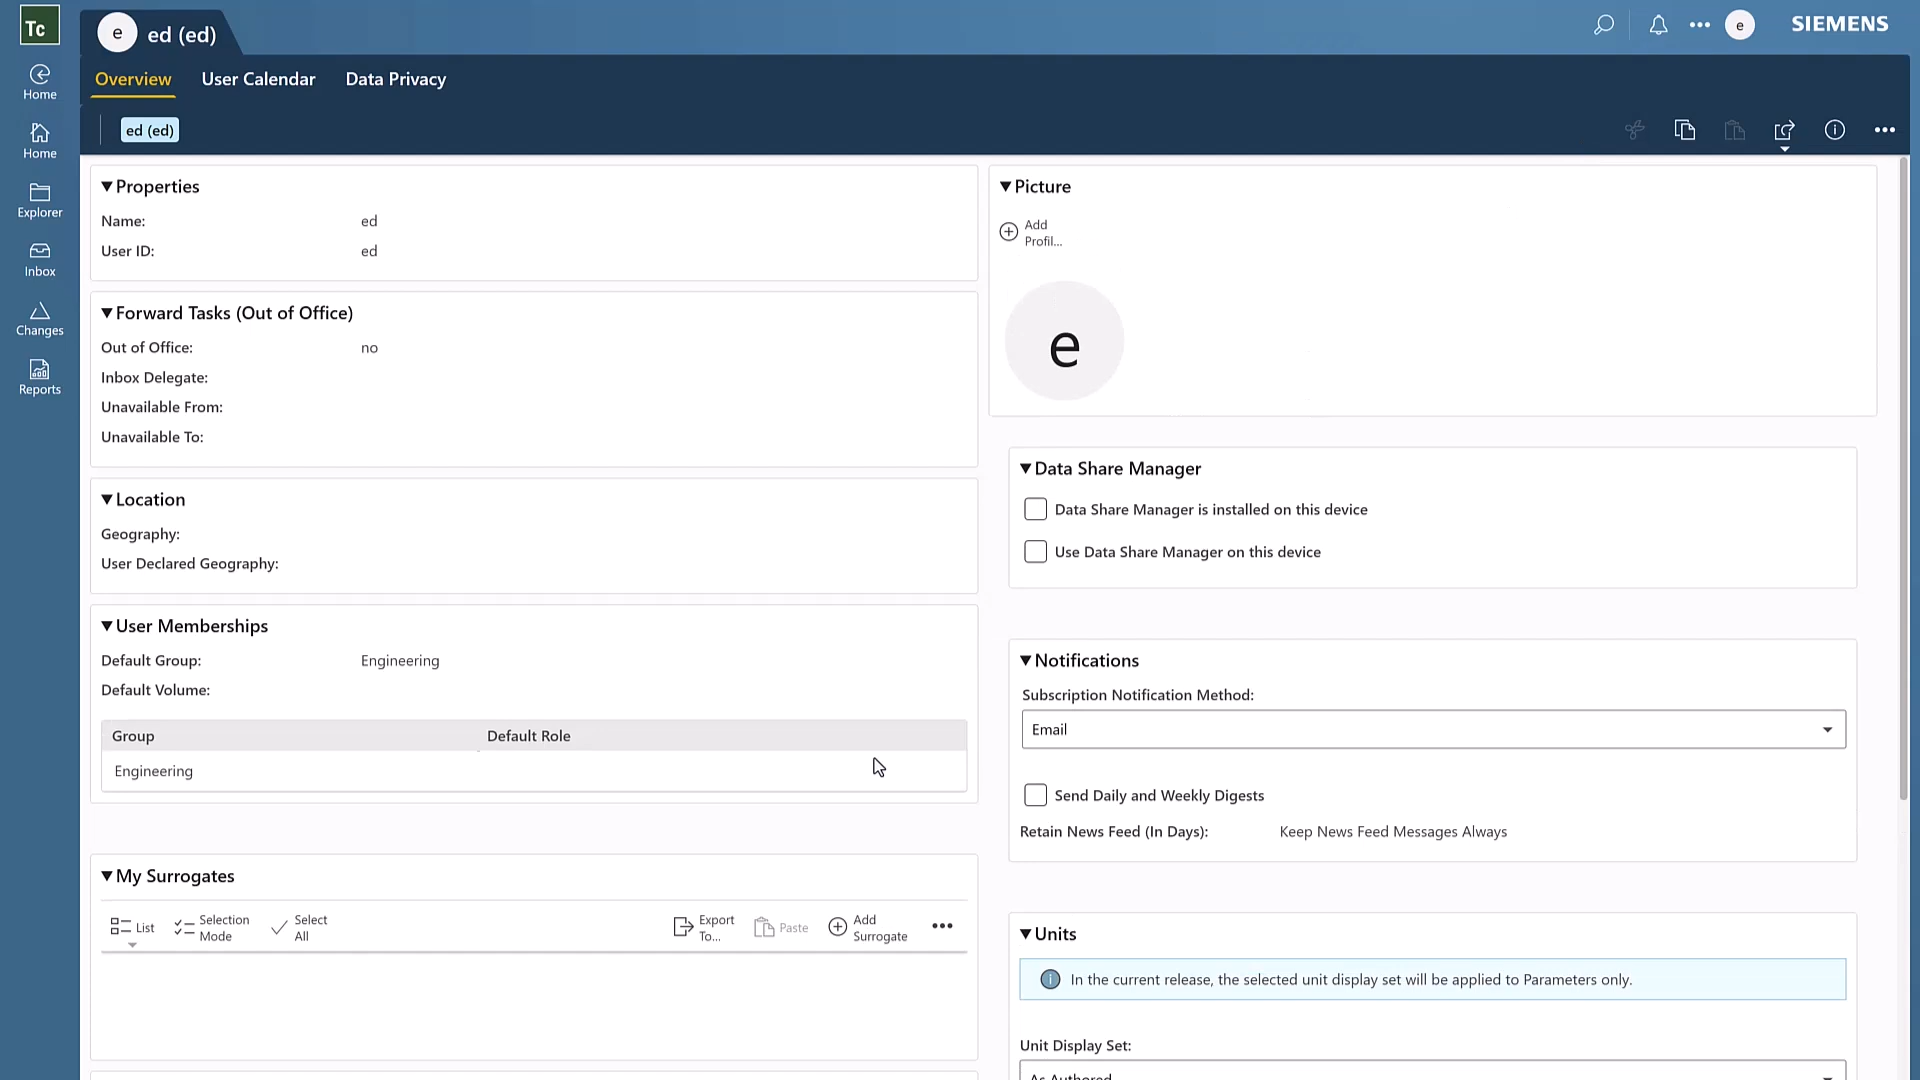 Tc
e
ed (ed)
e
SIEMENS
Overview
User Calendar
Data Privacy
ed (ed)
Home
Home
Explorer
Inbox
Changes
Reports
Properties
Name:
ed
User ID:
ed
Forward Tasks (Out of Office)
Out of Office:
no
Inbox Delegate:
Unavailable From:
Unavailable To:
Location
Geography:
User Declared Geography:
User Memberships
Default Group:
Engineering
Default Volume:
Group
Default Role
Engineering
My Surrogates
List
Selection
Mode
Select
All
Export
To...
Paste
Add
Surrogate
Picture
Add
Profil...
e
Data Share Manager
Data Share Manager is installed on this device
Use Data Share Manager on this device
Notifications
Subscription Notification Method:
Email
Send Daily and Weekly Digests
Retain News Feed (In Days):
Keep News Feed Messages Always
Units
In the current release, the selected unit display set will be applied to Parameters only.
Unit Display Set:
As Authored